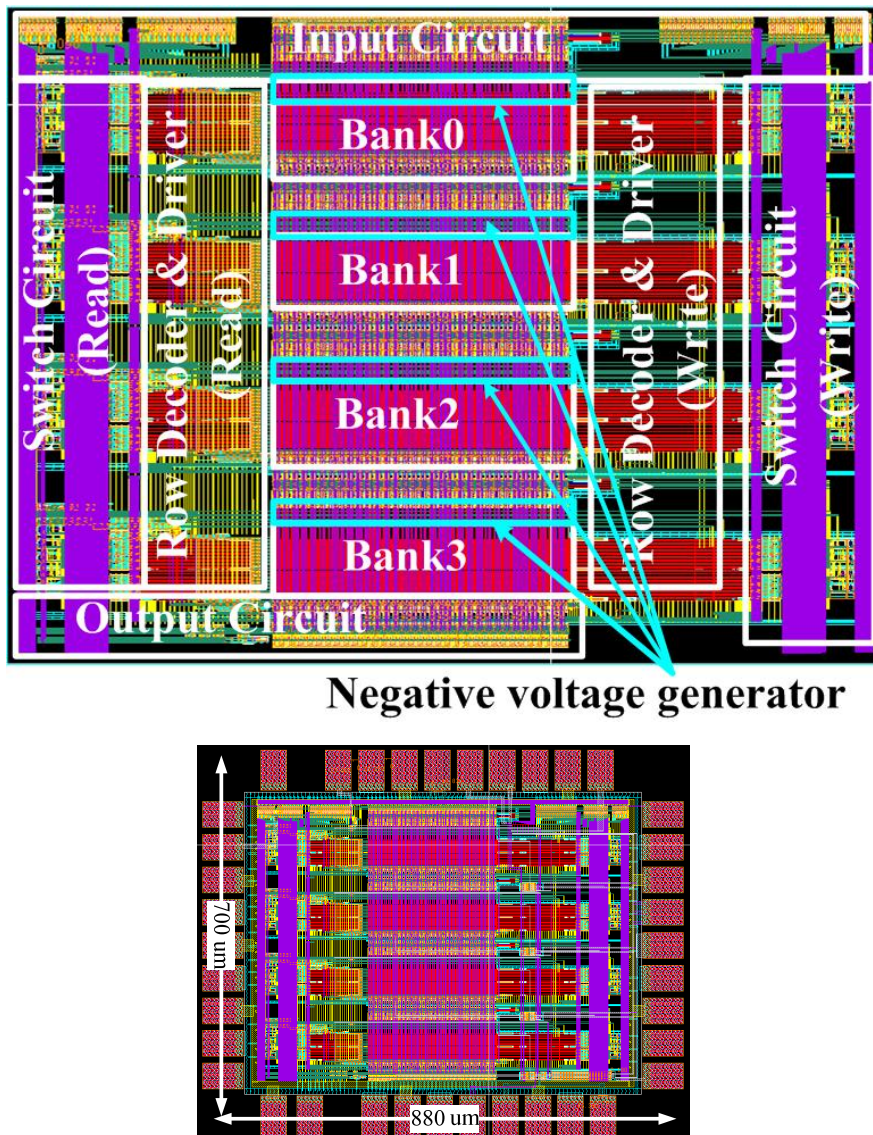 Input Circuit
Bank0
Bank1
Bank2
Bank3
Switch Circuit
(Read)
Row Decoder & Driver
(Read)
Row Decoder & Driver
(Write)
Switch Circuit
(Write)
Output Circuit
Negative voltage generator
700 um
880 um